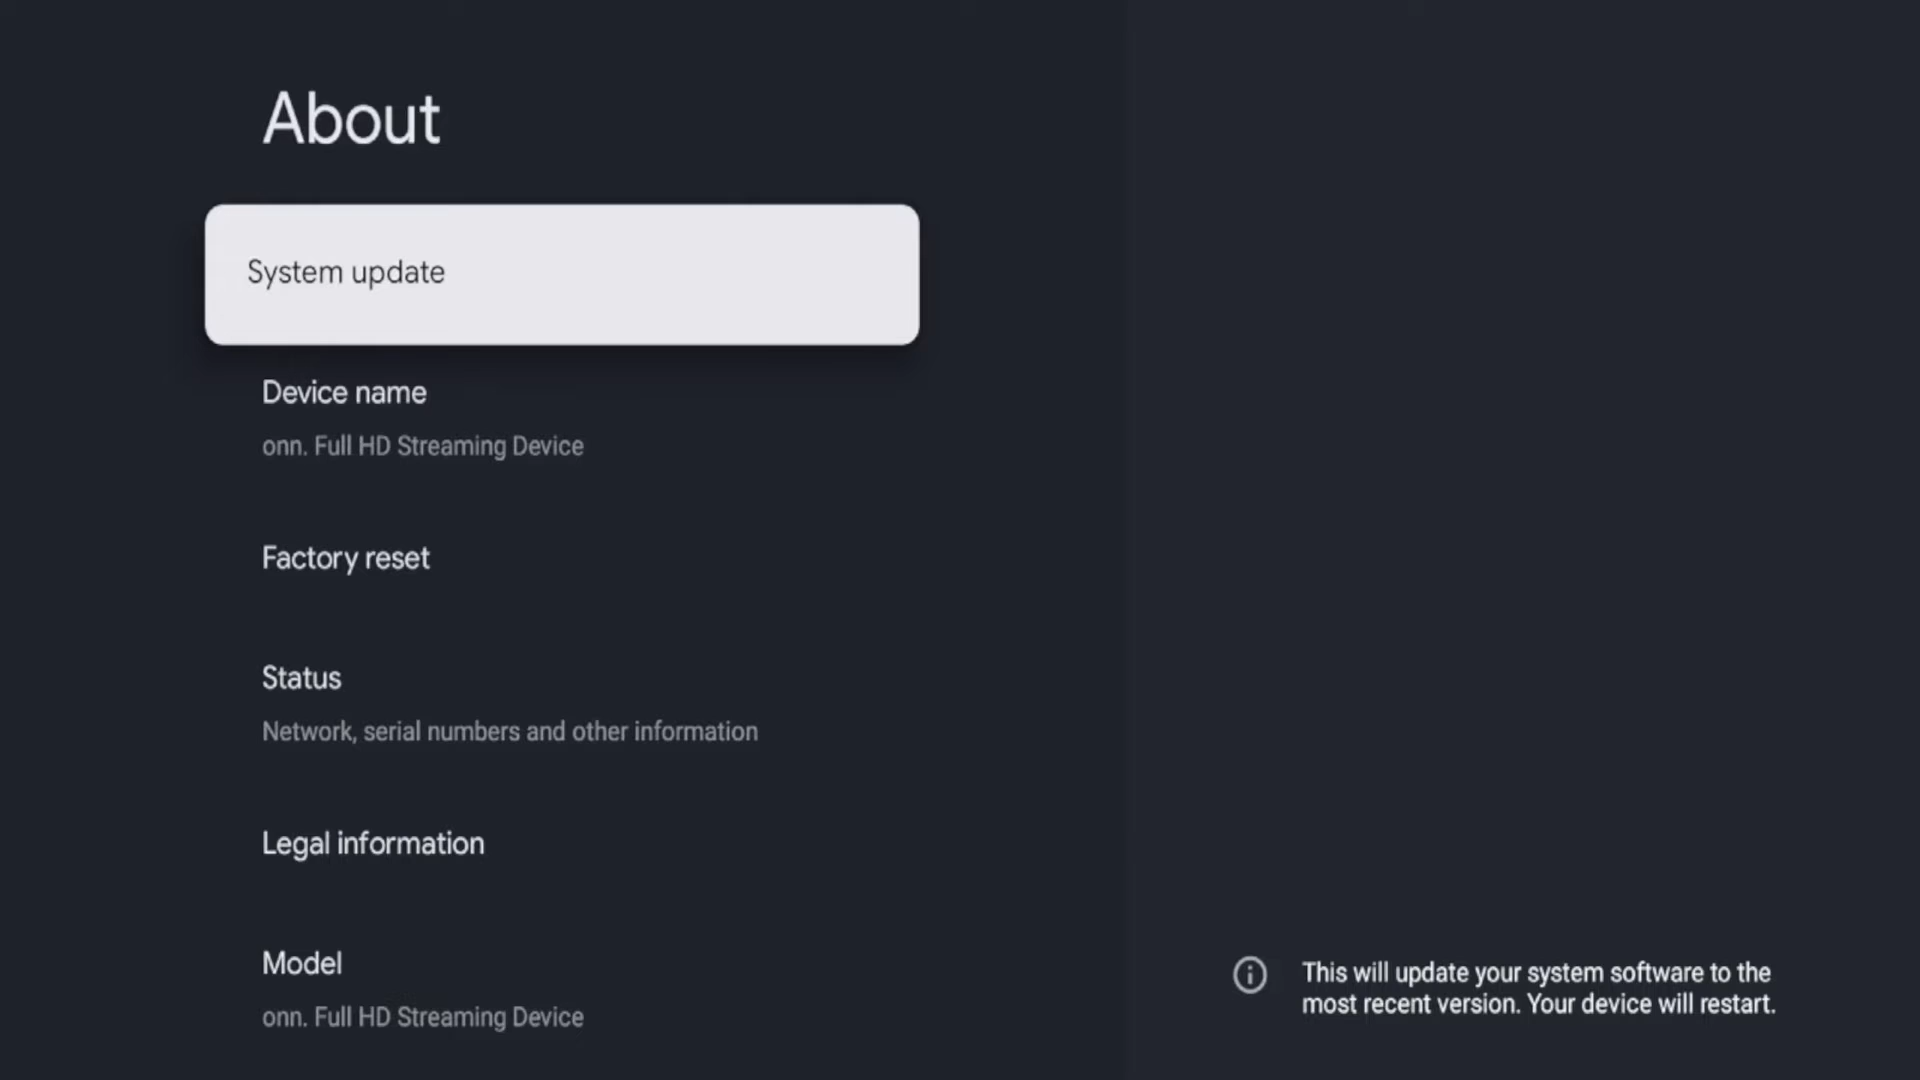 About
System update
Device name
onn. Full HD Streaming Device
Factory reset
Status
Network, serial numbers and other information
Legal information
Model
onn. Full HD Streaming Device
This will update your system software to the
most recent version. Your device will restart.